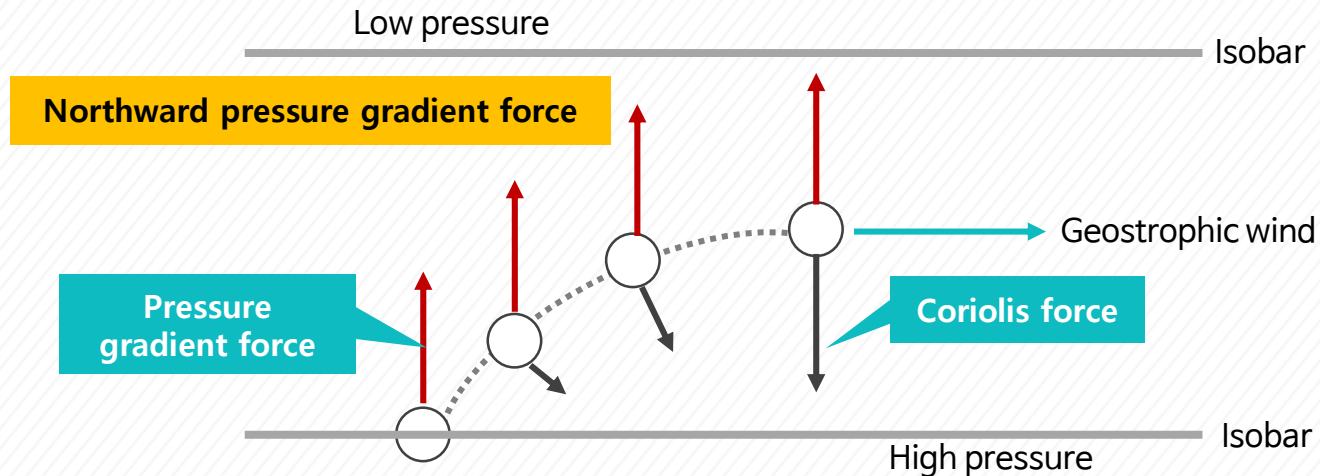 Low pressure
Isobar
Northward pressure gradient force
Geostrophic wind
Pressure
gradient force
Coriolis force
Isobar
High pressure